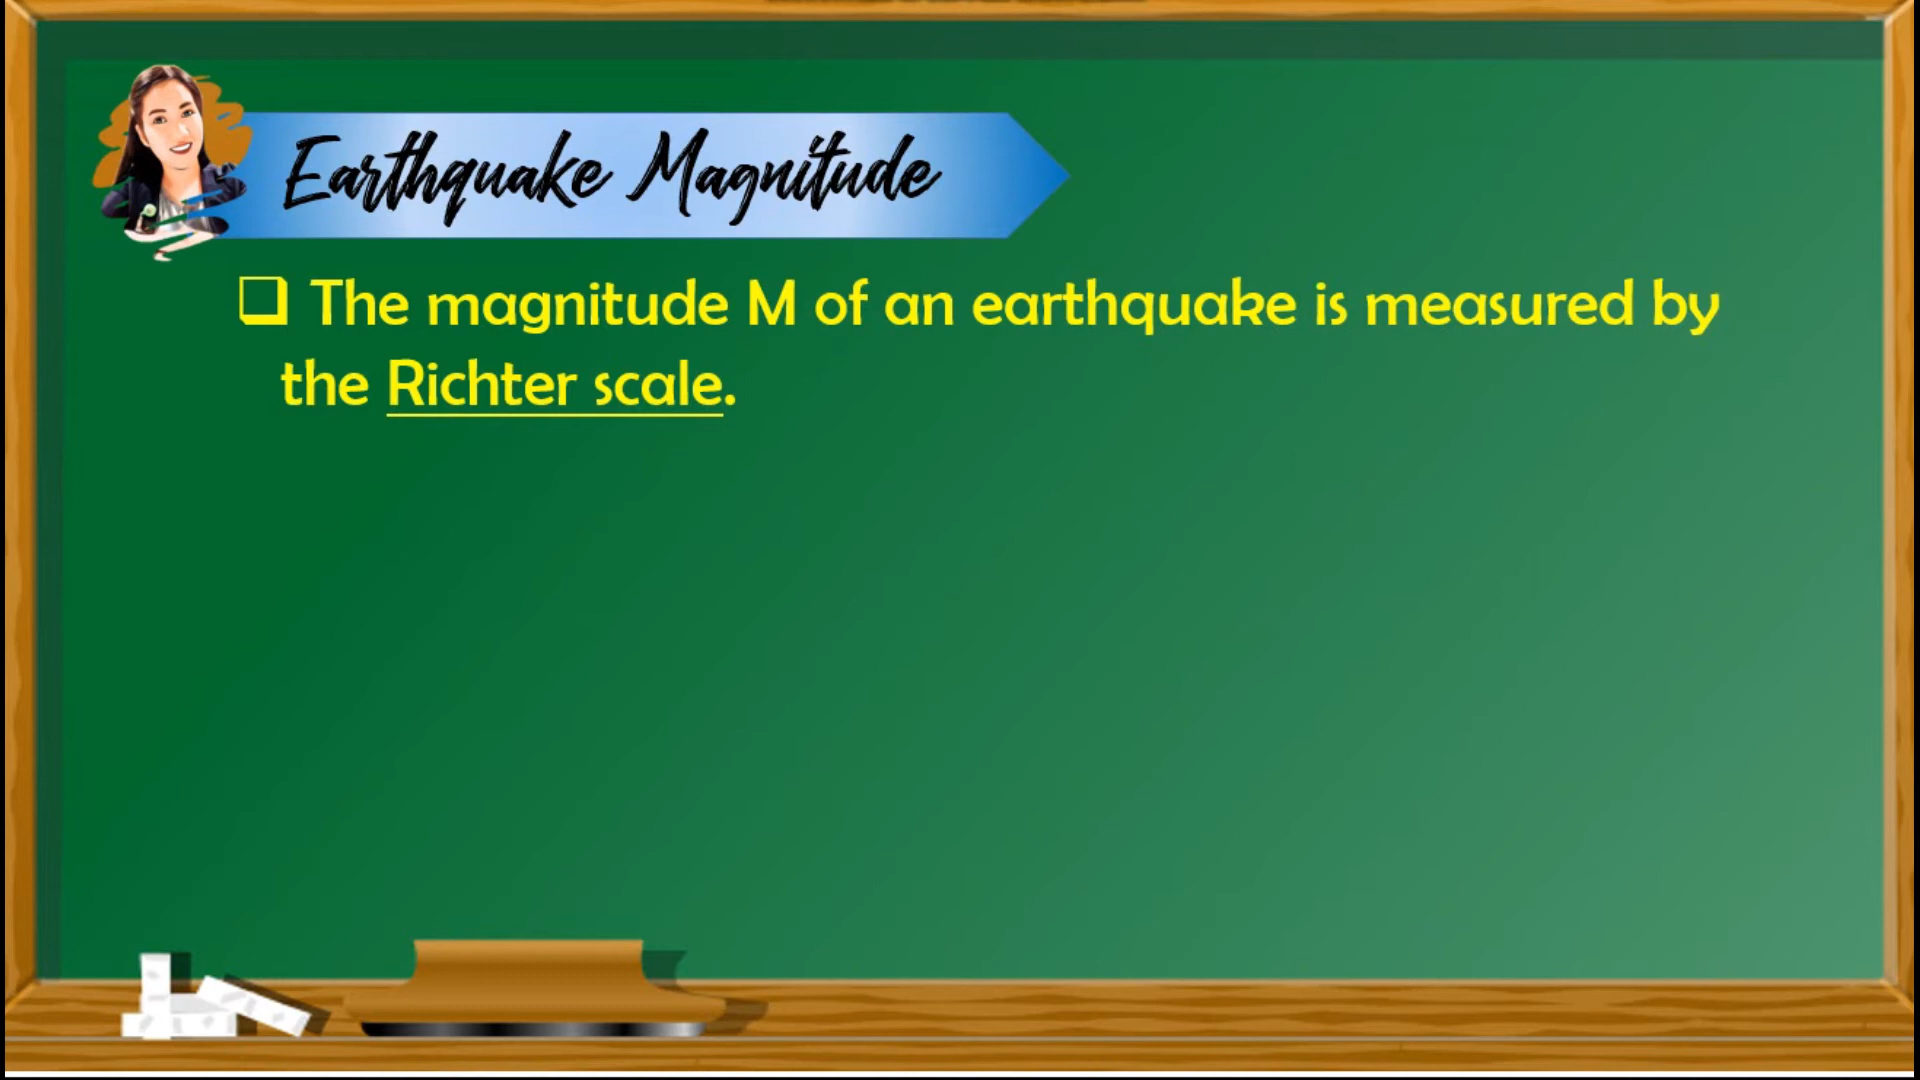 Earthquake Magnitude
❑ The magnitude M of an earthquake is measured by
the Richter scale.